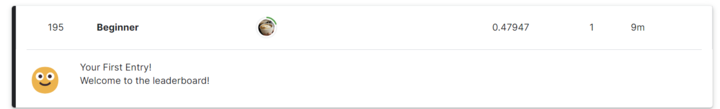 195 Beginner 0.47947 1 9m
Your First Entry!
Welcome to the leaderboard!